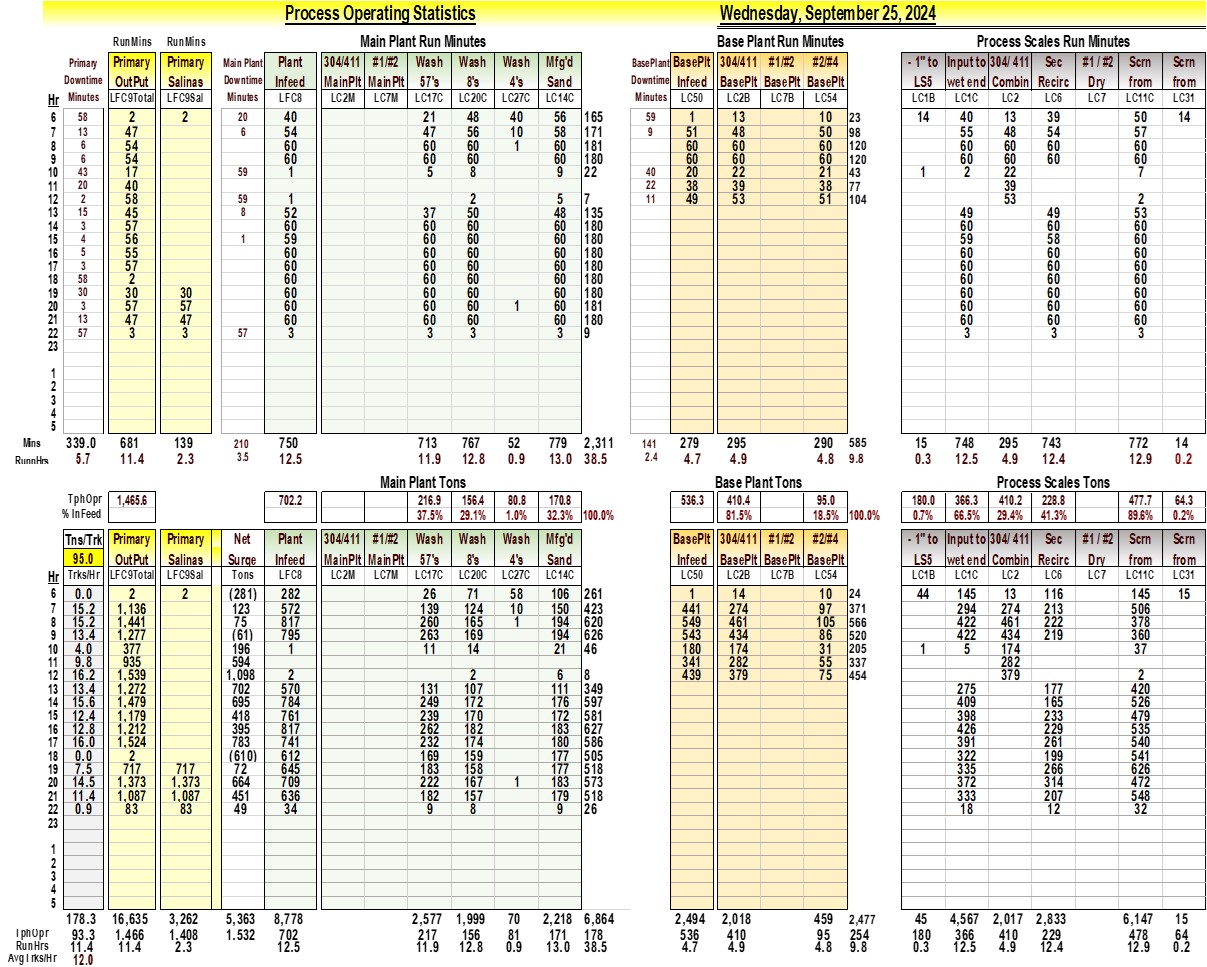 Process Operating Statistics Wednesday, September 25, 2024
RunMins RunMins Main Plant Run Minutes Base Plant Run Minutes Process Scales Run Minutes
Primary Primary Primary Main Plant Plant 304/411 #1/#2 Wash Wash Wash Mfg'd BasePlant BasePlt 304/411 #1/#2 #2/#4 - 1" to Input to 304/ 411 Sec #1 / #2 Scrn Scrn
Downtime OutPut Salinas Downtime Infeed MainPlt MainPlt 57's 8's 4's Sand Downtime Infeed BasePlt BasePlt BasePlt LS5 wet end Combin Recirc Dry from from
Hr Minutes LFC9Total LFC9Sal Minutes LFC8 LC2M LC7M LC17C LC20C LC27C LC14C Minutes LC50 LC2B LC7B LC54 LC1B LC1C LC2 LC6 LC7 LC11C LC31
6 58 2 2 20 40 21 48 40 56 165 59 1 13 10 23 14 40 13 39 50 14
7 13 47 6 54 47 56 10 58 171 9 51 48 50 98 55 48 54 57
8 6 54 60 60 60 1 60 181 60 60 60 120 60 60 60 60
9 6 54 60 60 60 60 180 60 60 60 120 60 60 60 60
10 43 17 59 1 5 8 9 22 40 20 22 21 43 1 2 22 7
11 20 40 22 38 39 38 77 39
12 2 58 59 1 2 5 7 11 49 53 51 104 53 2
13 15 45 8 52 37 50 48 135 49 49 53
14 3 57 60 60 60 60 180 60 60 60
15 4 56 1 59 60 60 60 180 59 58 60
16 5 55 60 60 60 60 180 60 60 60
17 3 57 60 60 60 60 180 60 60 60
18 58 2 60 60 60 60 180 60 60 60
19 30 30 30 60 60 60 60 180 60 60 60
20 3 57 57 60 60 60 1 60 181 60 60 60
21 13 47 47 60 60 60 60 180 60 60 60
22 57 3 3 57 3 3 3 3 9 3 3 3
23
1
2
3
4
5
Mins 339.0 681 139 210 750 713 767 52 779 2,311 141 279 295 290 585 15 748 295 743 772 14
RunnHrs 5.7 11.4 2.3 3.5 12.5 11.9 12.8 0.9 13.0 38.5 2.4 4.7 4.9 4.8 9.8 0.3 12.5 4.9 12.4 12.9 0.2
Main Plant Tons Base Plant Tons Process Scales Tons
TphOpr 1,465.6 702.2 216.9 156.4 80.8 170.8 536.3 410.4 95.0 180.0 366.3 410.2 228.8 477.7 64.3
% InFeed 37.5% 29.1% 1.0% 32.3% 100.0% 81.5% 18.5% 100.0% 0.7% 66.5% 29.4% 41.3% 89.6% 0.2%
Tns/Trk Primary Primary Net Plant 304/411 #1/#2 Wash Wash Wash Mfg'd BasePlt 304/411 #1/#2 #2/#4 - 1" to Input to 304/ 411 Sec #1 / #2 Scrn Scrn
95.0 OutPut Salinas Surge Infeed MainPlt MainPlt 57's 8's 4's Sand Infeed BasePlt BasePlt BasePlt LS5 wet end Combin Recirc Dry from from
Hr Trks/Hr LFC9Total LFC9Sal Tons LFC8 LC2M LC7M LC17C LC20C LC27C LC14C LC50 LC2B LC7B LC54 LC1B LC1C LC2 LC6 LC7 LC11C LC31
6 0.0 2 2 (281) 282 26 71 58 106 261 1 14 10 24 44 145 13 116 145 15
7 15.2 1,136 123 572 139 124 10 150 423 441 274 97 371 294 274 213 506
8 15.2 1,441 75 817 260 165 1 194 620 549 461 105 566 422 461 222 378
9 13.4 1,277 (61) 795 263 169 194 626 543 434 86 520 422 434 219 360
10 4.0 377 196 1 11 14 21 46 180 174 31 205 1 5 174 37
11 9.8 935 594 341 282 55 337 282
12 16.2 1,539 1,098 2 2 6 8 439 379 75 454 379 2
13 13.4 1,272 702 570 131 107 111 349 275 177 420
14 15.6 1,479 695 784 249 172 176 597 409 165 526
15 12.4 1,179 418 761 239 170 172 581 398 233 479
16 12.8 1,212 395 817 262 182 183 627 426 229 535
17 16.0 1,524 783 741 232 174 180 586 391 261 540
18 0.0 2 (610) 612 169 159 177 505 322 199 541
19 7.5 717 717 72 645 183 158 177 518 335 266 626
20 14.5 1,373 1,373 664 709 222 167 1 183 573 372 314 472
21 11.4 1,087 1,087 451 636 182 157 179 518 333 207 548
22 0.9 83 83 49 34 9 8 9 26 18 12 32
23
1
2
3
4
5
178.3 16,635 3,262 5,363 8,778 2,577 1,999 70 2,218 6,864 2,494 2,018 459 2,477 45 4,567 2,017 2,833 6,147 15
TphOpr 93.3 1,466 1,408 1.532 702 217 156 81 171 178 536 410 95 254 180 366 410 229 478 64
RunHrs 11.4 11.4 2.3 12.5 11.9 12.8 0.9 13.0 38.5 4.7 4.9 4.8 9.8 0.3 12.5 4.9 12.4 12.9 0.2
AvgTrks/Hr 12.0